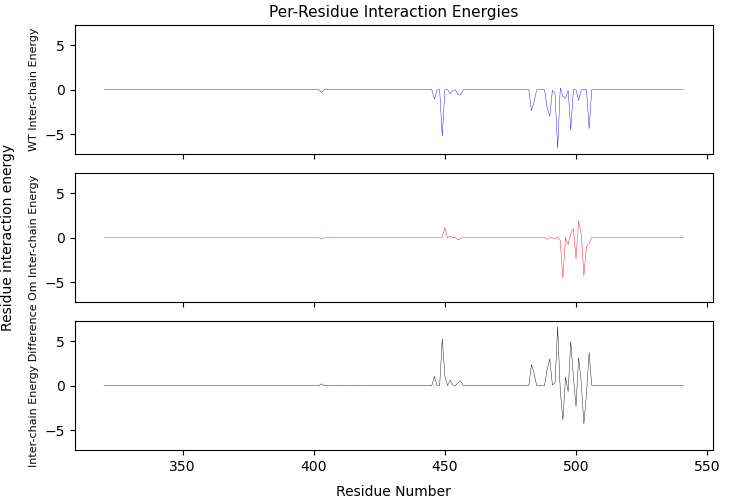 Per-Residue Interaction Energies
Residue interaction energy
WT Inter-chain Energy
5
0
−5
Om Inter-chain Energy
5
0
−5
Inter-chain Energy Difference
5
0
−5
350
400
450
500
550
Residue Number